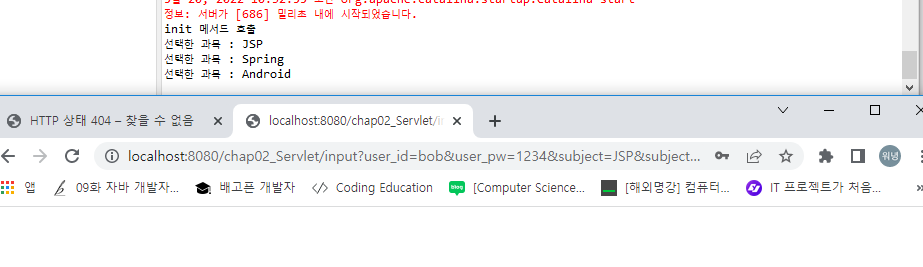 정보: 서버가 [686] 밀리초 내에 시작되었습니다.
init 메서드 호출
선택한 과목 : JSP
선택한 과목 : Spring
선택한 과목 : Android
HTTP 상태 404 – 찾을 수 없음
localhost:8080/chap02_Servlet/in
localhost:8080/chap02_Servlet/input?user_id=bob&user_pw=1234&subject=JSP&subject...
워녕
앱
09화 자바 개발자...
배고픈 개발자
Coding Education
[Computer Science...
[해외명강] 컴퓨터...
IT 프로젝트가 처음...